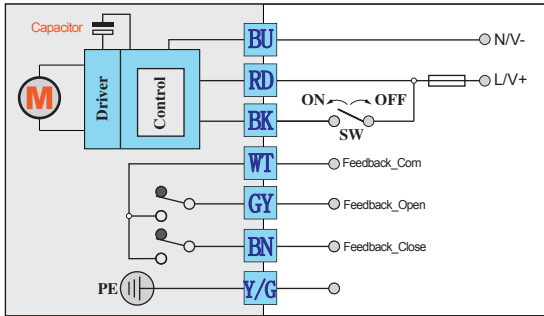 Capacitor
BU
N/V-
M
Driver
Control
RD
L/V+
ON
OFF
BK
SW
WT
Feedback_Com
GY
Feedback_Open
BN
Feedback_Close
PE
Y/G